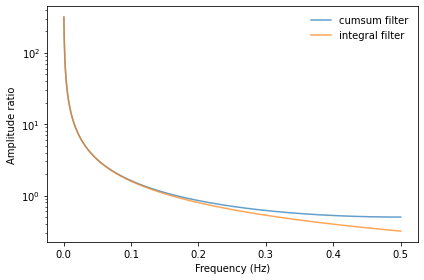 cumsum filter
integral filter
10²
10¹
10⁰
Amplitude ratio
0.0 0.1 0.2 0.3 0.4 0.5
Frequency (Hz)